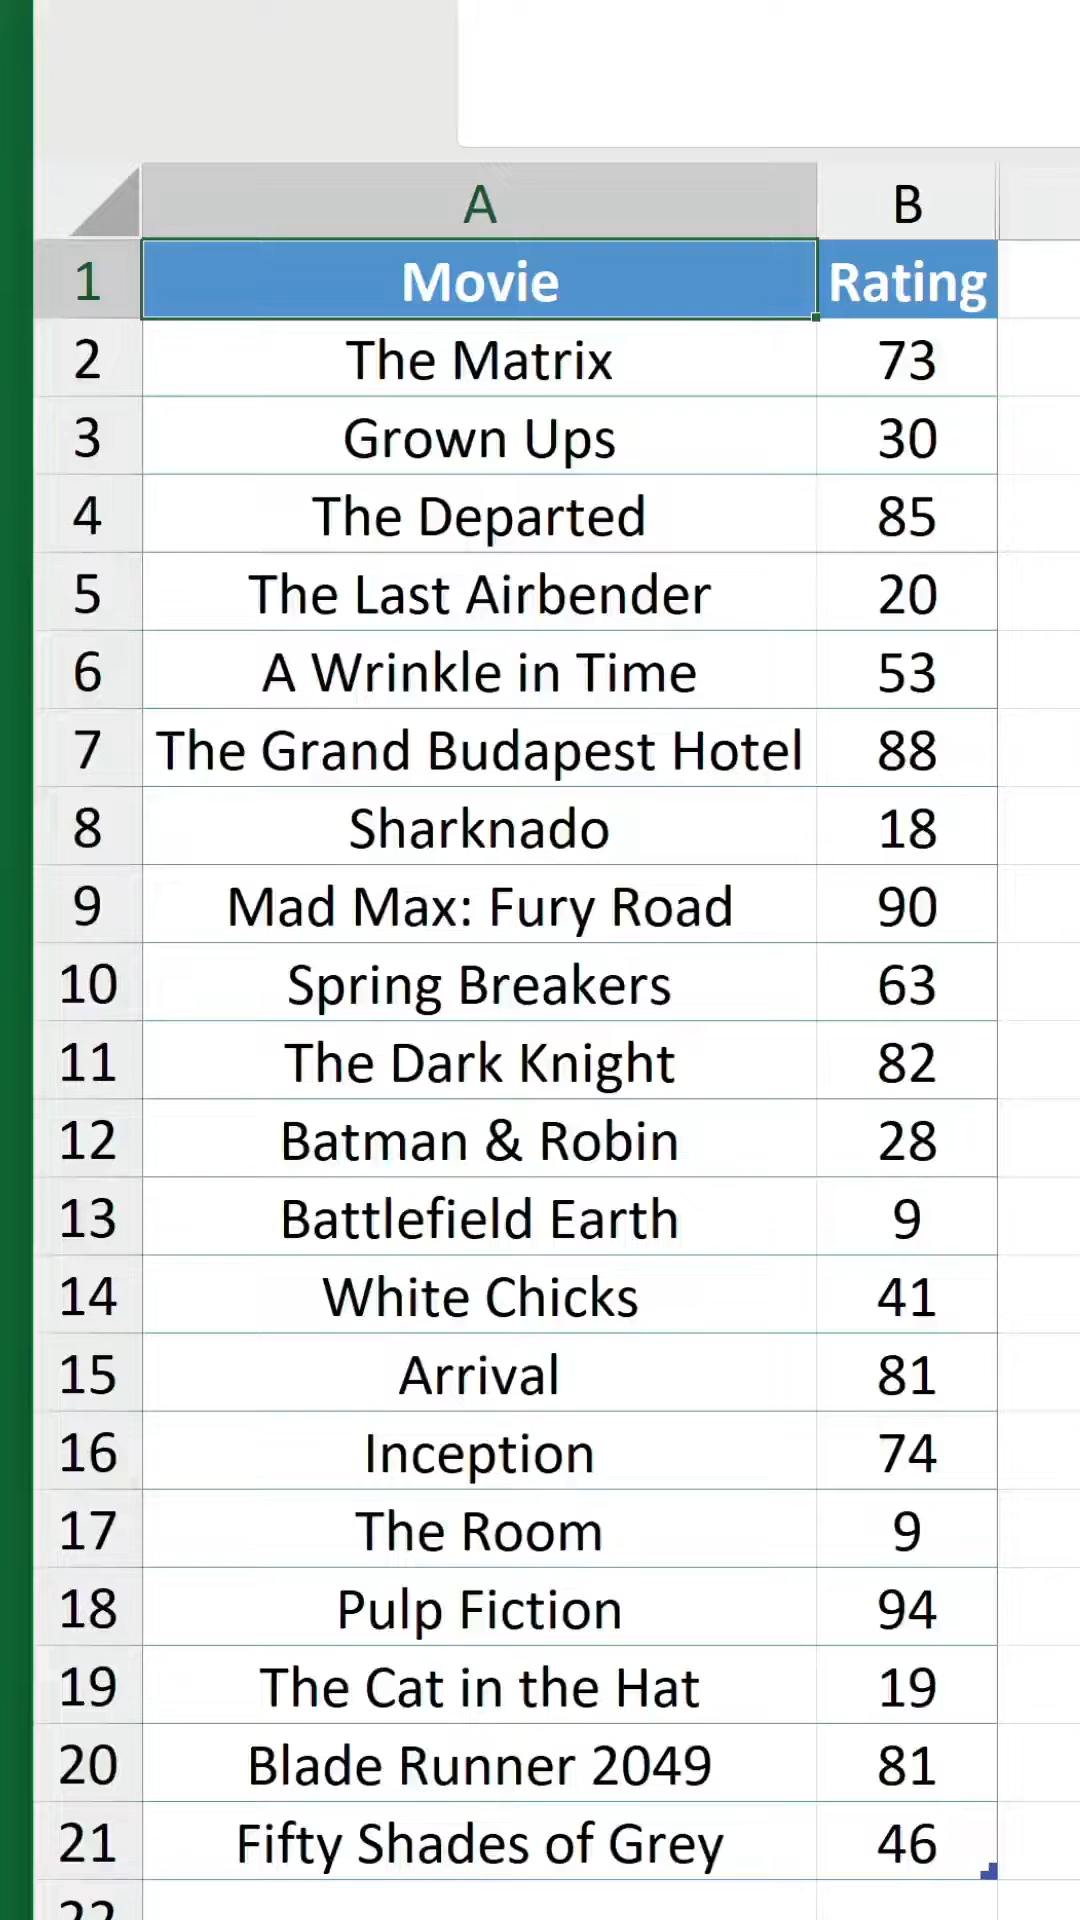 A B
1 Movie Rating
2 The Matrix 73
3 Grown Ups 30
4 The Departed 85
5 The Last Airbender 20
6 A Wrinkle in Time 53
7 The Grand Budapest Hotel 88
8 Sharknado 18
9 Mad Max: Fury Road 90
10 Spring Breakers 63
11 The Dark Knight 82
12 Batman & Robin 28
13 Battlefield Earth 9
14 White Chicks 41
15 Arrival 81
16 Inception 74
17 The Room 9
18 Pulp Fiction 94
19 The Cat in the Hat 19
20 Blade Runner 2049 81
21 Fifty Shades of Grey 46
22